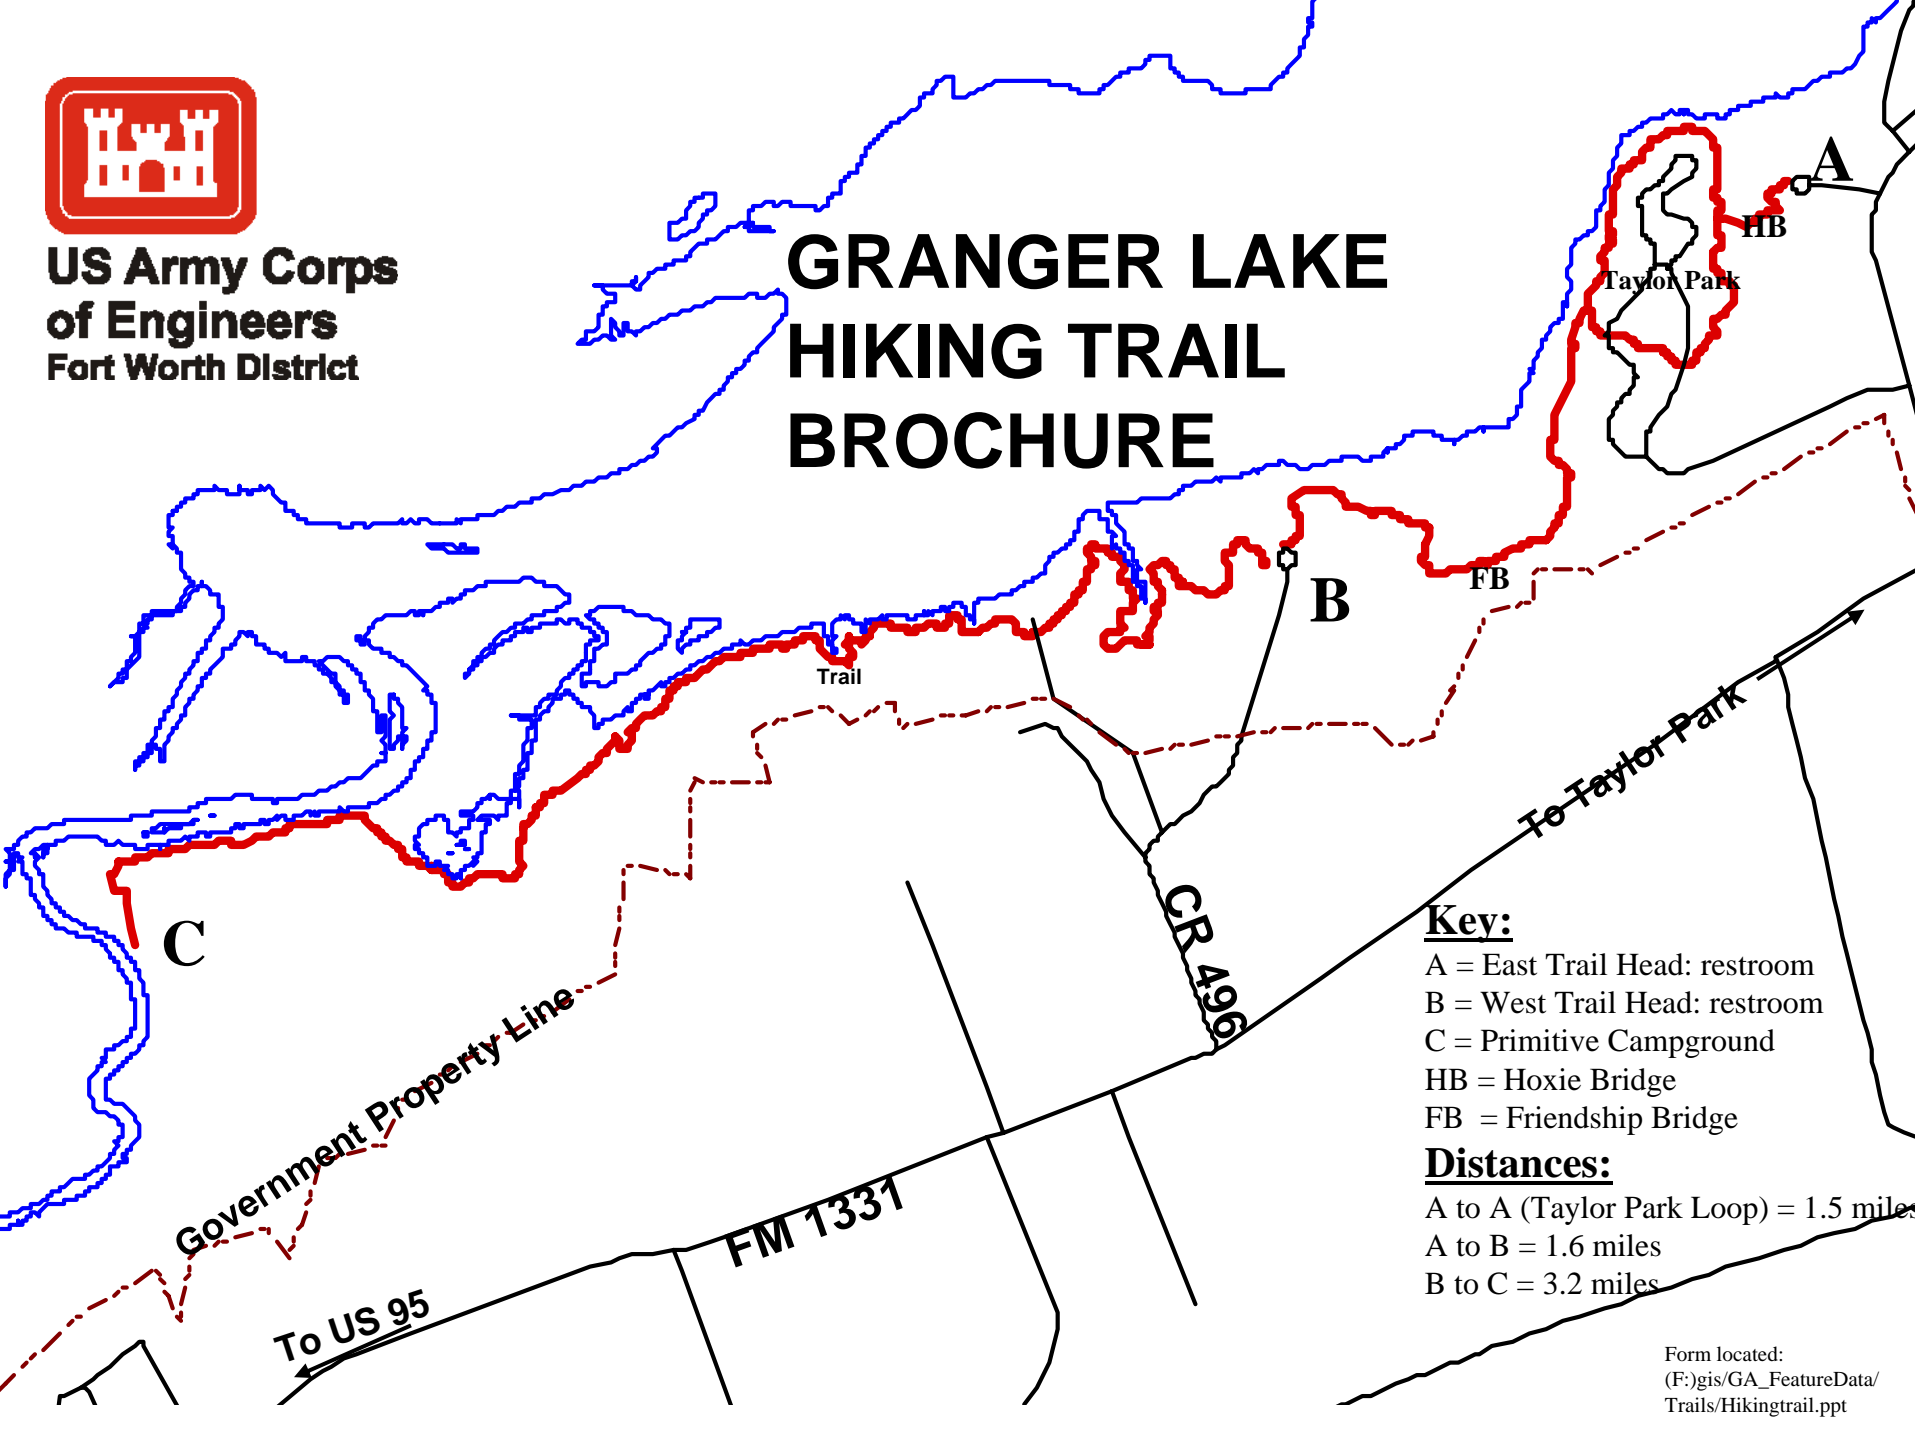 US Army Corps
of Engineers
Fort Worth District
GRANGER LAKE
HIKING TRAIL
BROCHURE
A
HB
Taylor Park
B
FB
Trail
C
To Taylor Park
CR 496
Government Property Line
FM 1331
To US 95
Key:
A = East Trail Head: restroom
B = West Trail Head: restroom
C = Primitive Campground
HB = Hoxie Bridge
FB = Friendship Bridge
Distances:
A to A (Taylor Park Loop) = 1.5 miles
A to B = 1.6 miles
B to C = 3.2 miles
Form located:
(F:)gis/GA_FeatureData/
Trails/Hikingtrail.ppt